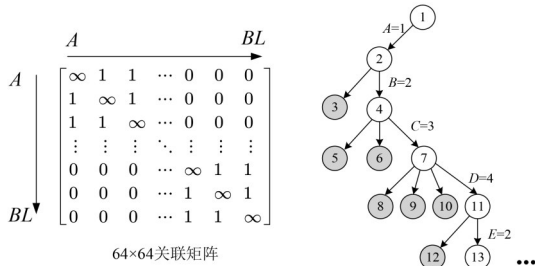 A BL
A
BL
∞ 1 1 ⋯ 0 0 0
1 ∞ 1 ⋯ 0 0 0
1 1 ∞ ⋯ 0 0 0
⋮ ⋮ ⋮ ⋱ ⋮ ⋮ ⋮
0 0 0 ⋯ ∞ 1 1
0 0 0 ⋯ 1 ∞ 1
0 0 0 ⋯ 1 1 ∞
64×64关联矩阵
1
A=1
2
B=2
3 4
C=3
5 6 7
D=4
8 9 10 11
E=2
12 13 •••